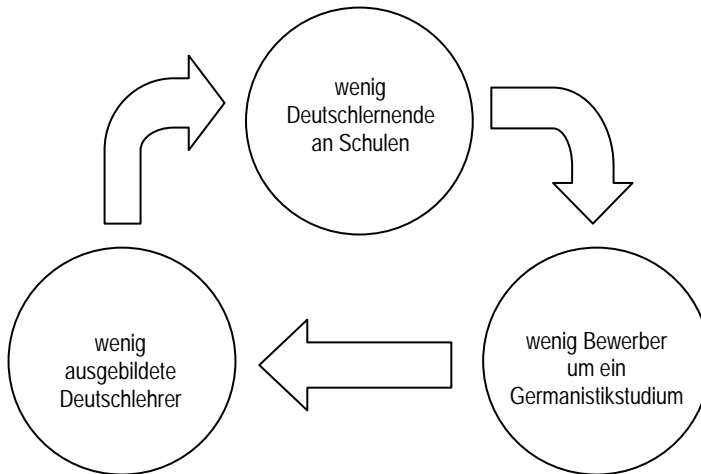 wenig
Deutschlernende
an Schulen
wenig Bewerber
um ein
Germanistikstudium
wenig
ausgebildete
Deutschlehrer